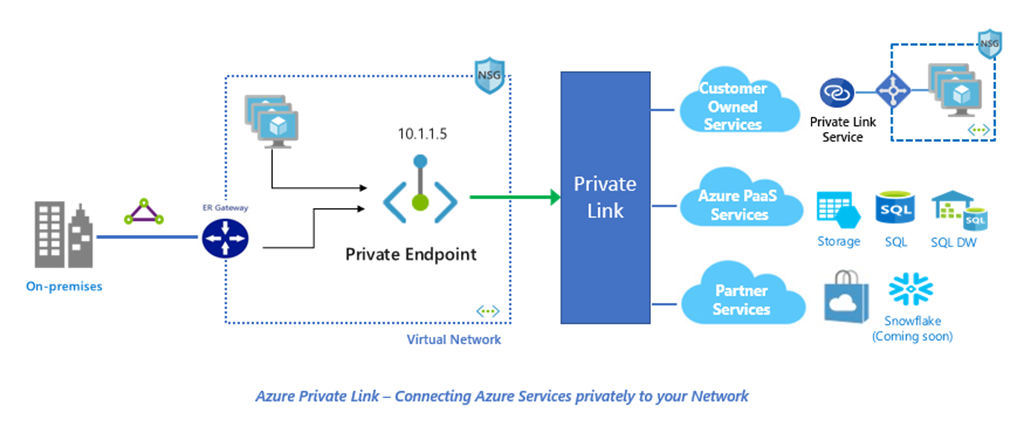 NSG
10.1.1.5
ER Gateway
Private Endpoint
On-premises
Virtual Network
Private
Link
Customer
Owned
Services
Private Link
Service
NSG
Azure PaaS
Services
Storage
SQL
SQL
SQL
SQL DW
Partner
Services
Snowflake
(Coming soon)
Azure Private Link – Connecting Azure Services privately to your Network